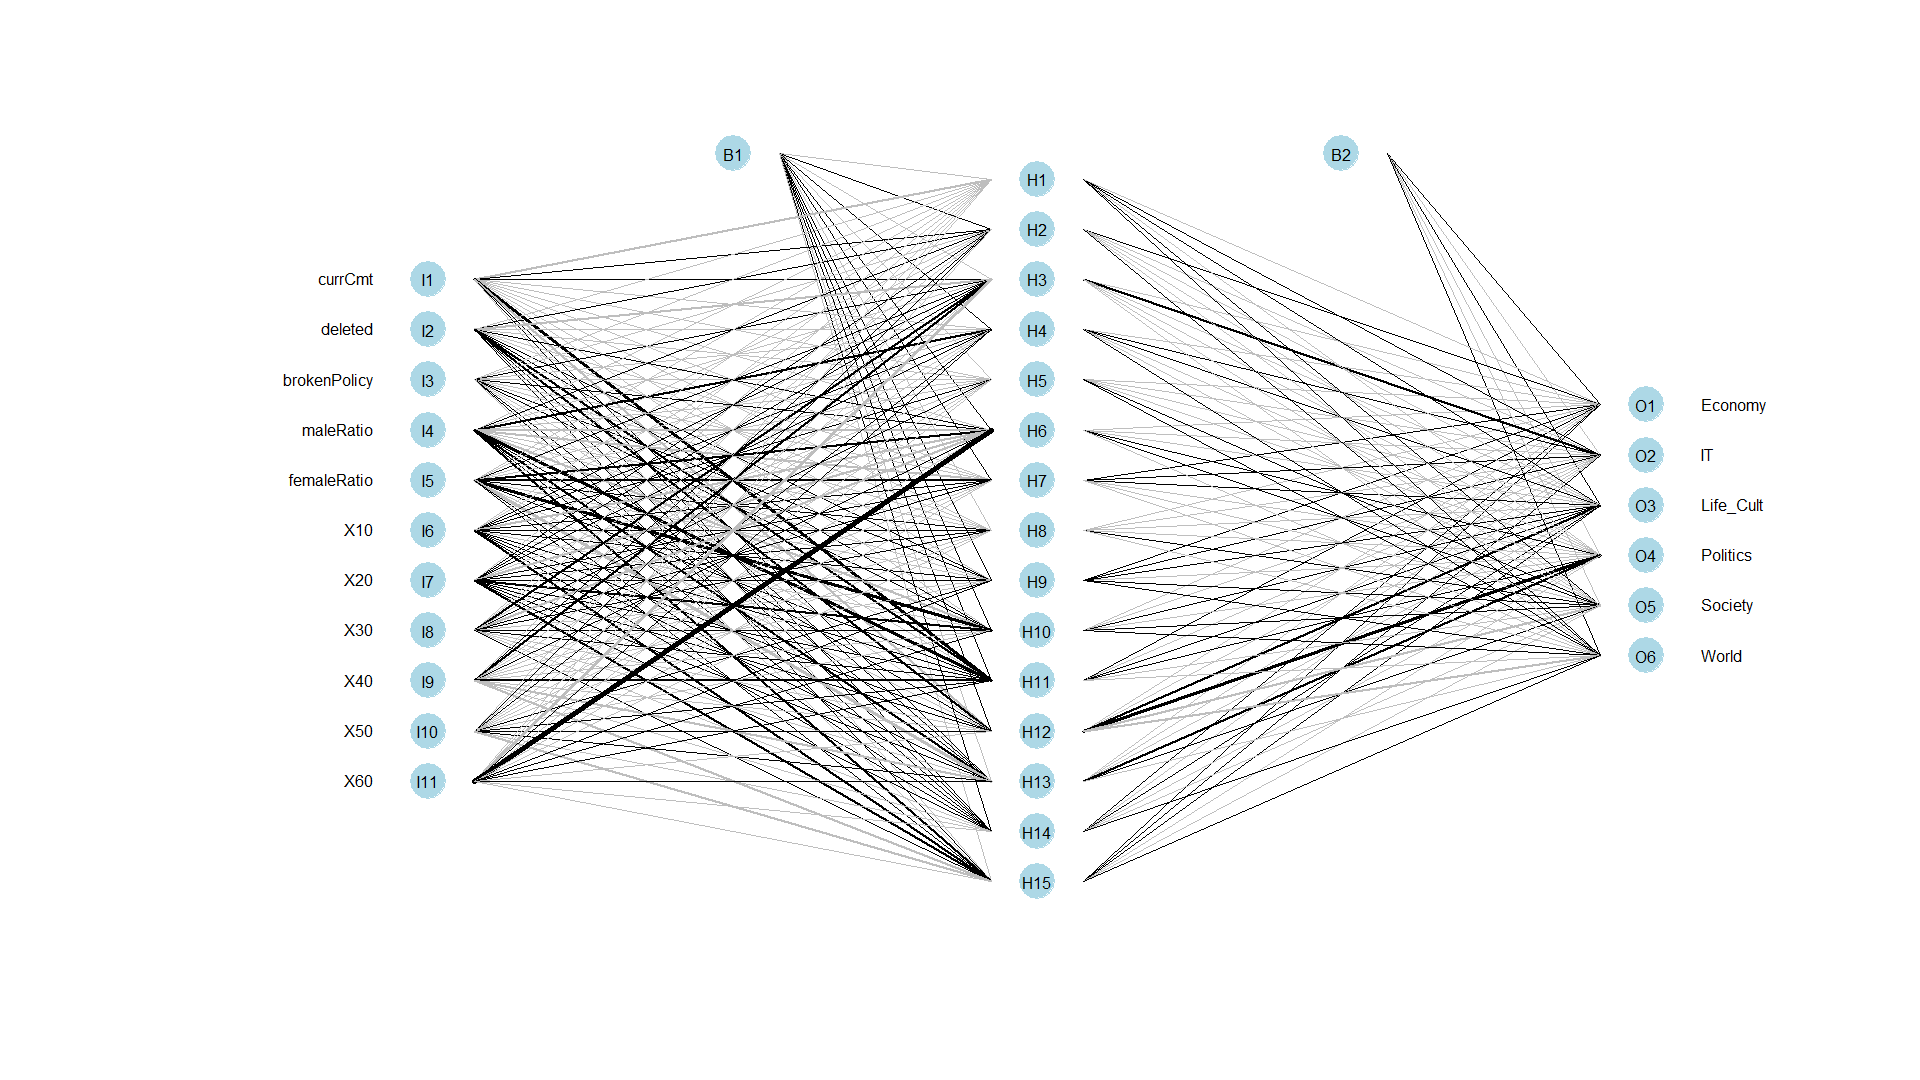 B1
B2
H1
H2
currCmt I1 H3
deleted I2 H4
brokenPolicy I3 H5 O1 Economy
maleRatio I4 H6 O2 IT
femaleRatio I5 H7 O3 Life_Cult
X10 I6 H8 O4 Politics
X20 I7 H9 O5 Society
X30 I8 H10 O6 World
X40 I9 H11
X50 I10 H12
X60 I11 H13
H14
H15